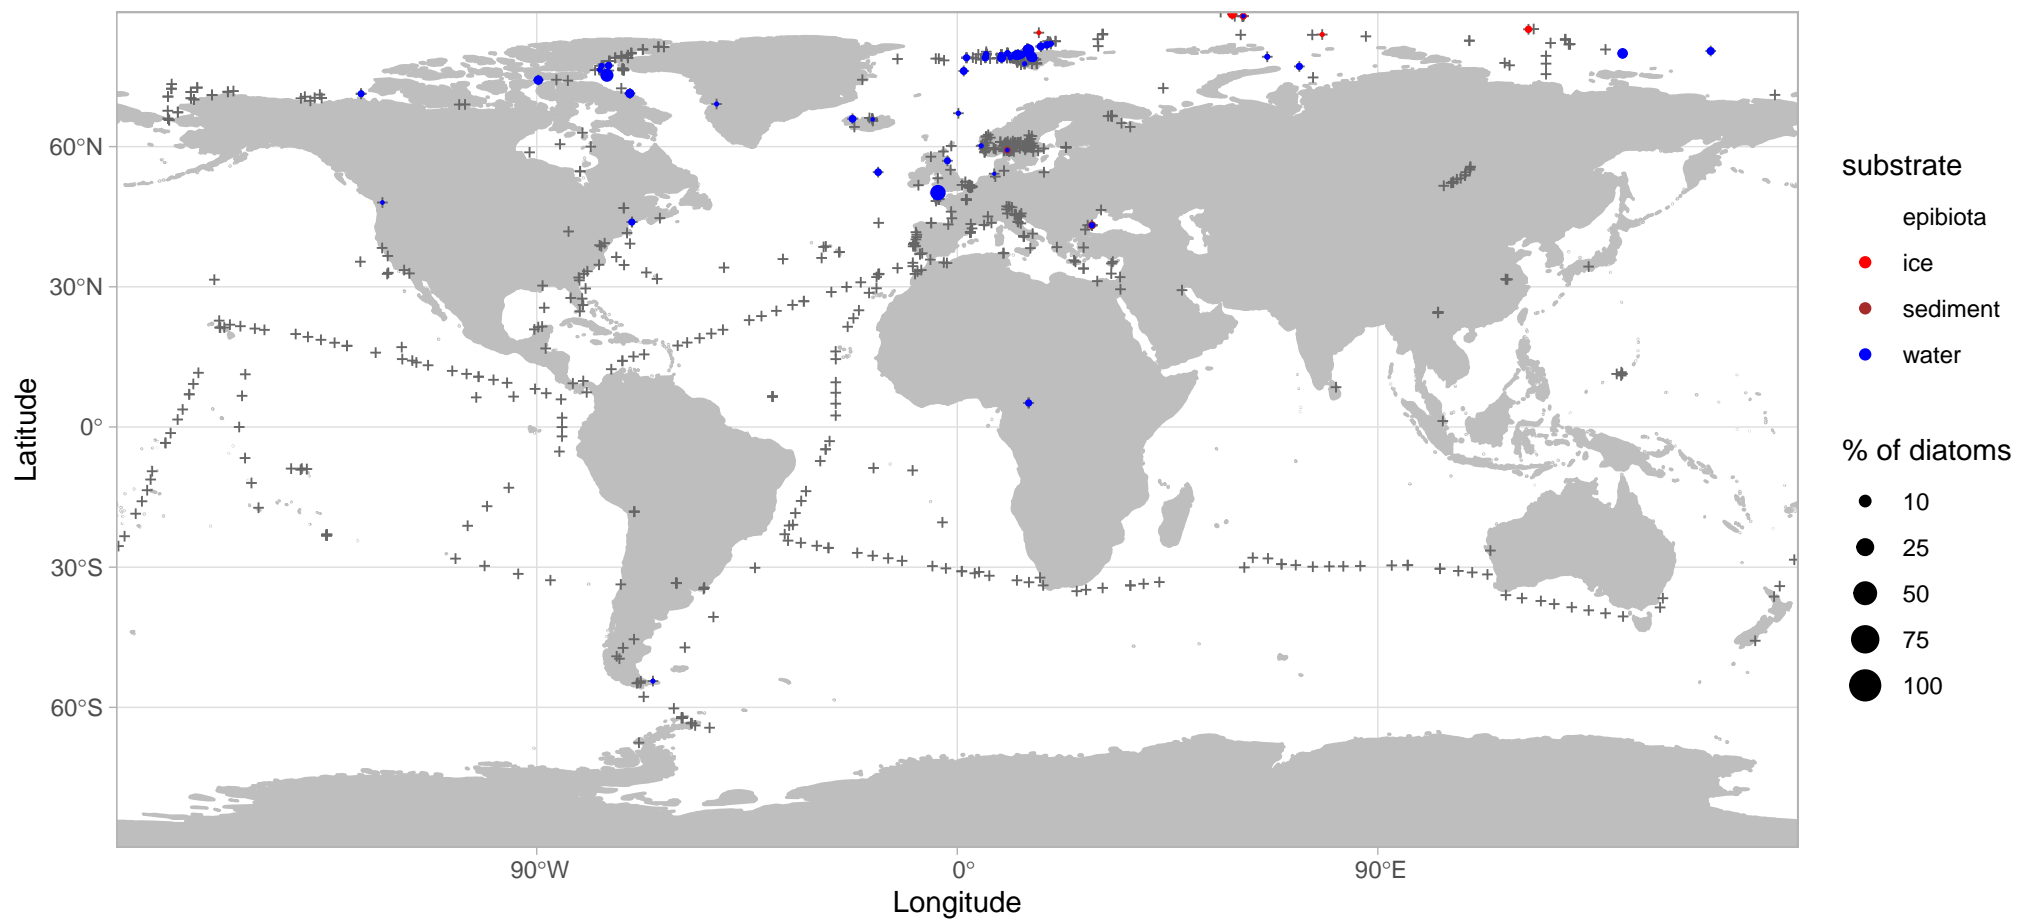 60°N
30°N
0°
30°S
60°S
Latitude
90°W
0°
90°E
Longitude
substrate
epibiota
ice
sediment
water
% of diatoms
10
25
50
75
100